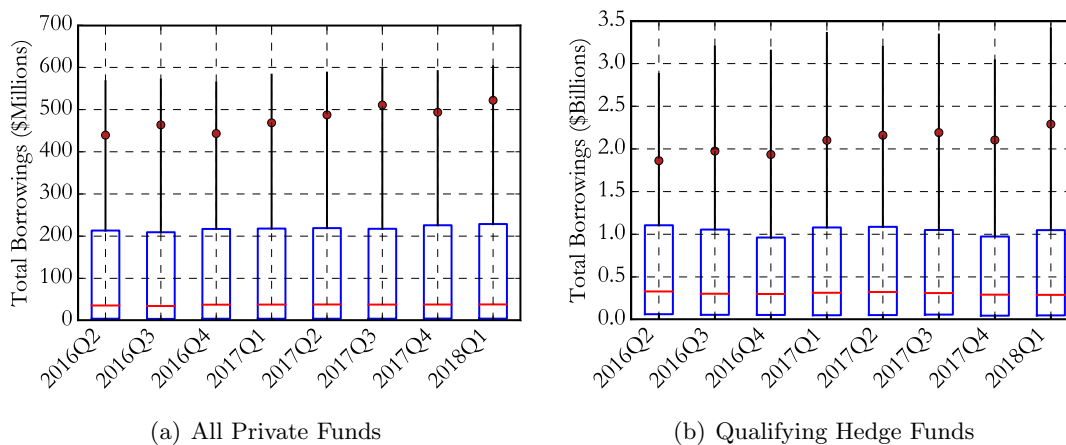 Total Borrowings ($Millions)
700
600
500
400
300
200
100
0
2016Q2
2016Q3
2016Q4
2017Q1
2017Q2
2017Q3
2017Q4
2018Q1
(a) All Private Funds
Total Borrowings ($Billions)
3.5
3.0
2.5
2.0
1.5
1.0
0.5
0.0
2016Q2
2016Q3
2016Q4
2017Q1
2017Q2
2017Q3
2017Q4
2018Q1
(b) Qualifying Hedge Funds